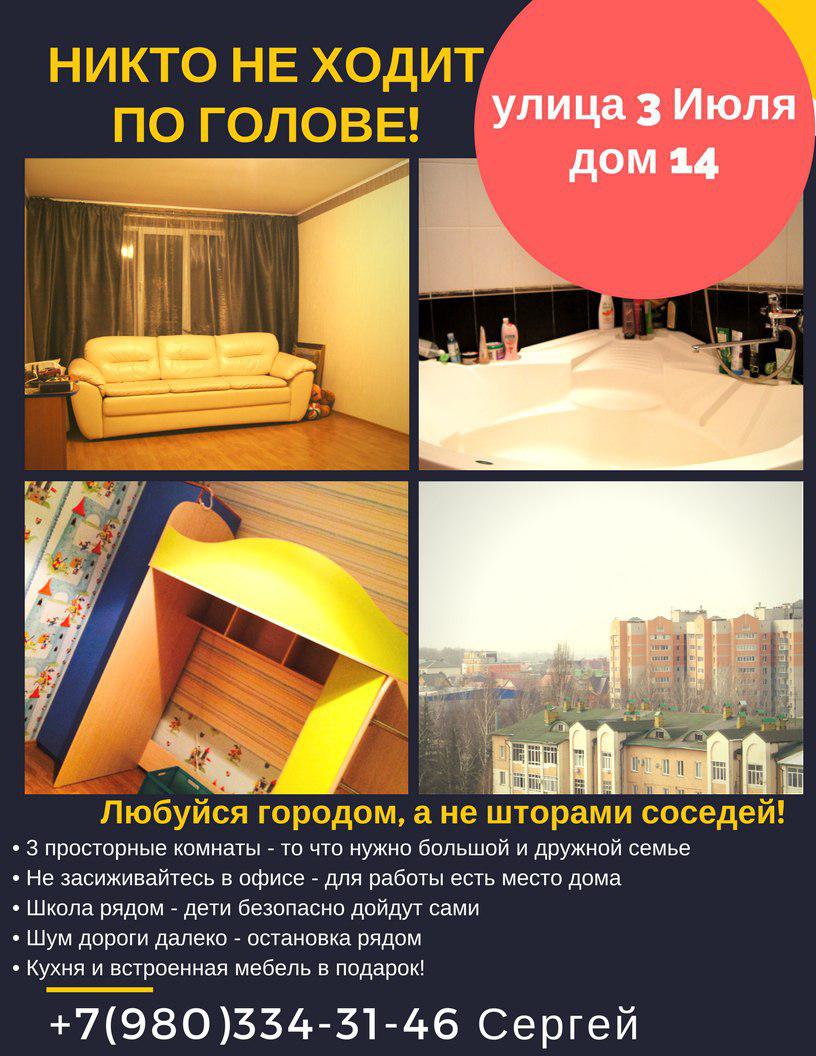 НИКТО НЕ ХОДИТ
ПО ГОЛОВЕ!
улица 3 Июля
дом 14
Любуйся городом, а не шторами соседей!
• 3 просторные комнаты - то что нужно большой и дружной семье
• Не засиживайтесь в офисе - для работы есть место дома
• Школа рядом - дети безопасно дойдут сами
• Шум дороги далеко - остановка рядом
• Кухня и встроенная мебель в подарок!
+7(980)334-31-46 Сергей